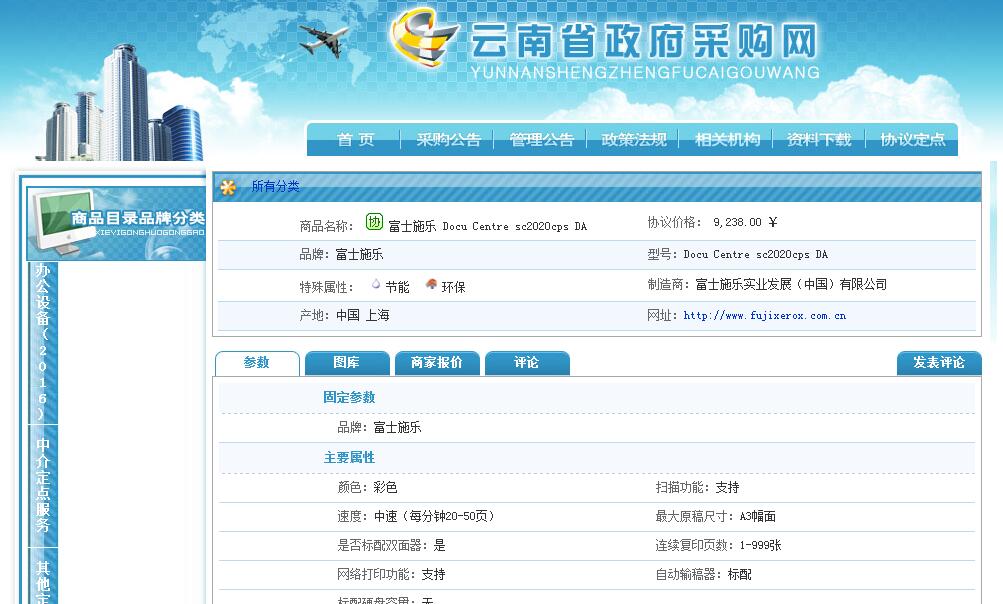 云南省政府采购网
YUNNANSHENGZHENGFUCAIGOUWANG
首 页 采购公告 管理公告 政策法规 相关机构 资料下载 协议定点
商品目录品牌分类
所有分类
商品名称: 协 富士施乐 Docu Centre sc2020cps DA 协议价格: 9,238.00 ¥
品牌: 富士施乐 型号: Docu Centre sc2020cps DA
特殊属性: 节能 环保 制造商: 富士施乐实业发展（中国）有限公司
产地: 中国 上海 网址: http://www.fujixerox.com.cn
办公设备(2016)
中介定点服务
其他定
参数 图库 商家报价 评论 发表评论
固定参数
品牌: 富士施乐
主要属性
颜色: 彩色 扫描功能: 支持
速度: 中速（每分钟20-50页） 最大原稿尺寸: A3幅面
是否标配双面器: 是 连续复印页数: 1-999张
网络打印功能: 支持 自动输稿器: 标配
标配硬盘容量: 无